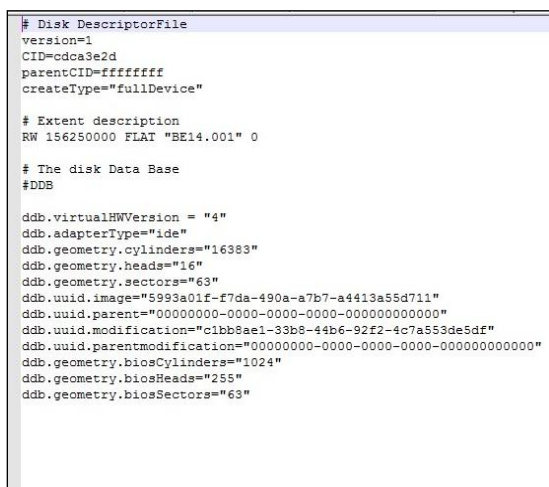 # Disk DescriptorFile
version=1
CID=cdca3e2d
parentCID=ffffffff
createType="fullDevice"
# Extent description
RW 156250000 FLAT "BE14.001" 0
# The disk Data Base
#DDB
ddb.virtualHWVersion = "4"
ddb.adapterType="ide"
ddb.geometry.cylinders="16383"
ddb.geometry.heads="16"
ddb.geometry.sectors="63"
ddb.uuid.image="5993a01f-f7da-490a-a7b7-a4413a55d711"
ddb.uuid.parent="00000000-0000-0000-0000-000000000000"
ddb.uuid.modification="c1bb8ae1-33b8-44b6-92f2-4c7a553de5df"
ddb.uuid.parentmodification="00000000-0000-0000-0000-000000000000"
ddb.geometry.biosCylinders="1024"
ddb.geometry.biosHeads="255"
ddb.geometry.biosSectors="63"